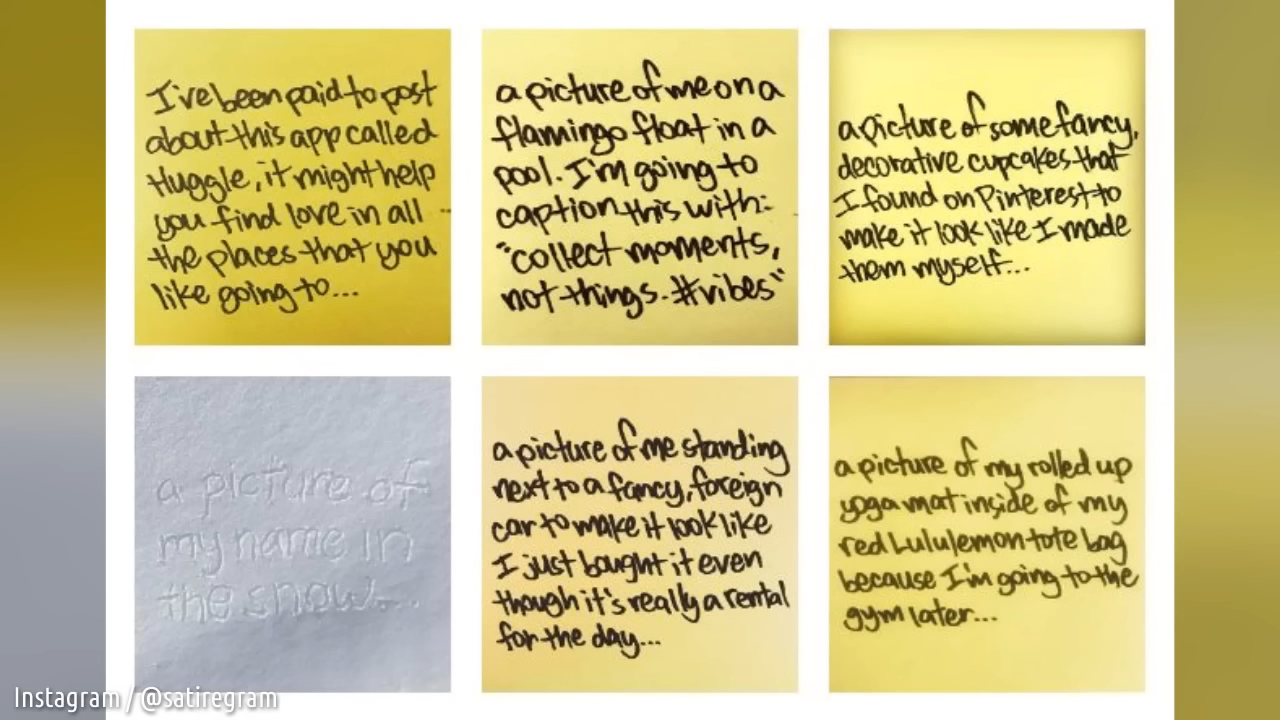 I've been paid to post
about this app called
Huggle, it might help
you find love in all
the places that you
like going to...
a picture of me on a
flamingo float in a
pool. I'm going to
caption this with:
"collect moments,
not things. #vibes"
a picture of some fancy,
decorative cupcakes that
I found on Pinterest to
make it look like I made
them myself...
a picture of
my name in
the snow...
a picture of me standing
next to a fancy, foreign
car to make it look like
I just bought it even
though it's really a rental
for the day...
a picture of my rolled up
yoga mat inside of my
red Lululemon tote bag
because I'm going to the
gym later...
Instagram / @satiregram